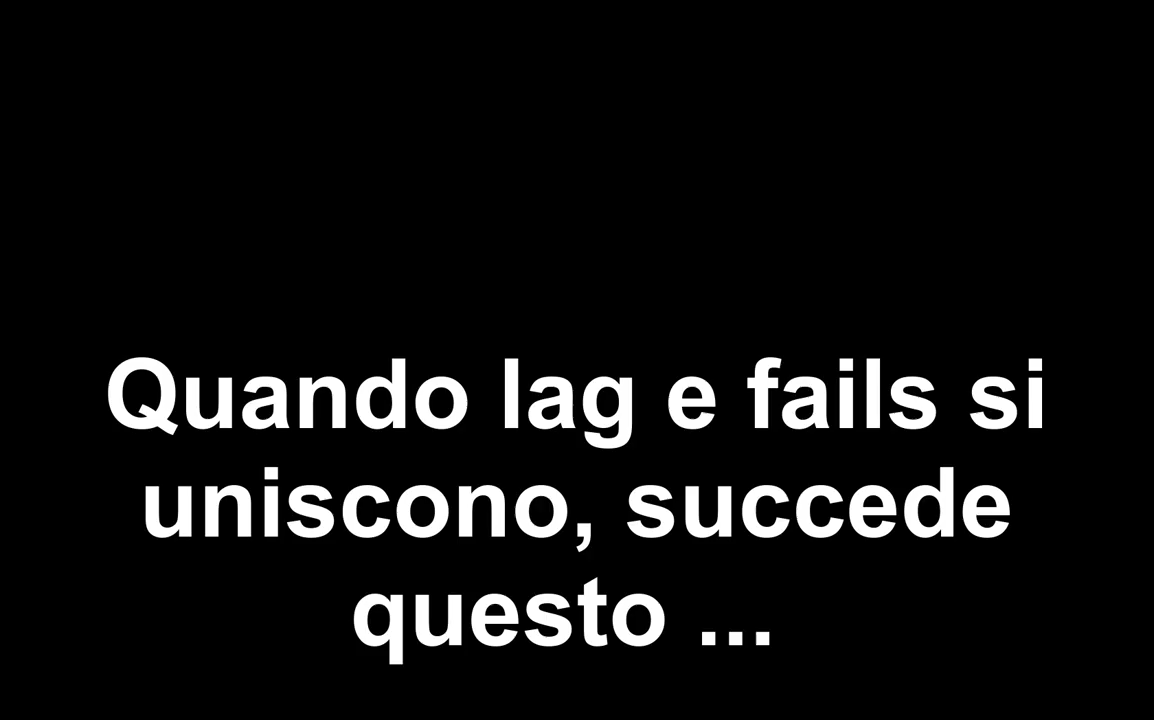 Quando lag e fails si
uniscono, succede
questo ...